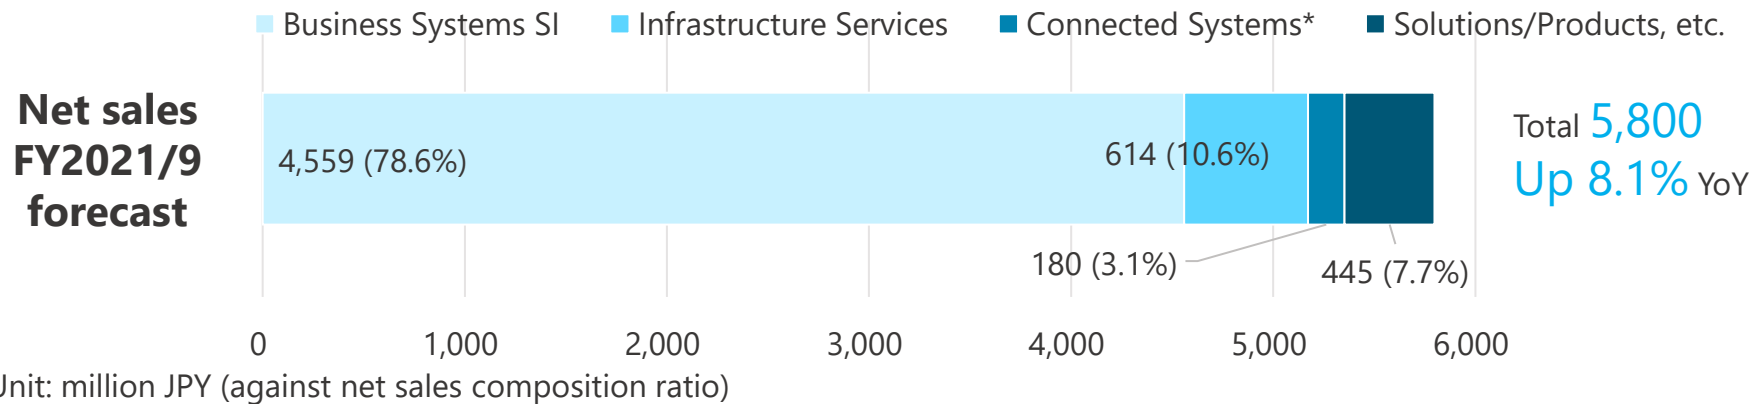 Business Systems SI Infrastructure Services Connected Systems* Solutions/Products, etc.
Net sales
FY2021/9
forecast
4,559 (78.6%)
614 (10.6%)
180 (3.1%)
445 (7.7%)
Total 5,800
Up 8.1% YoY
0 1,000 2,000 3,000 4,000 5,000 6,000
Unit: million JPY (against net sales composition ratio)